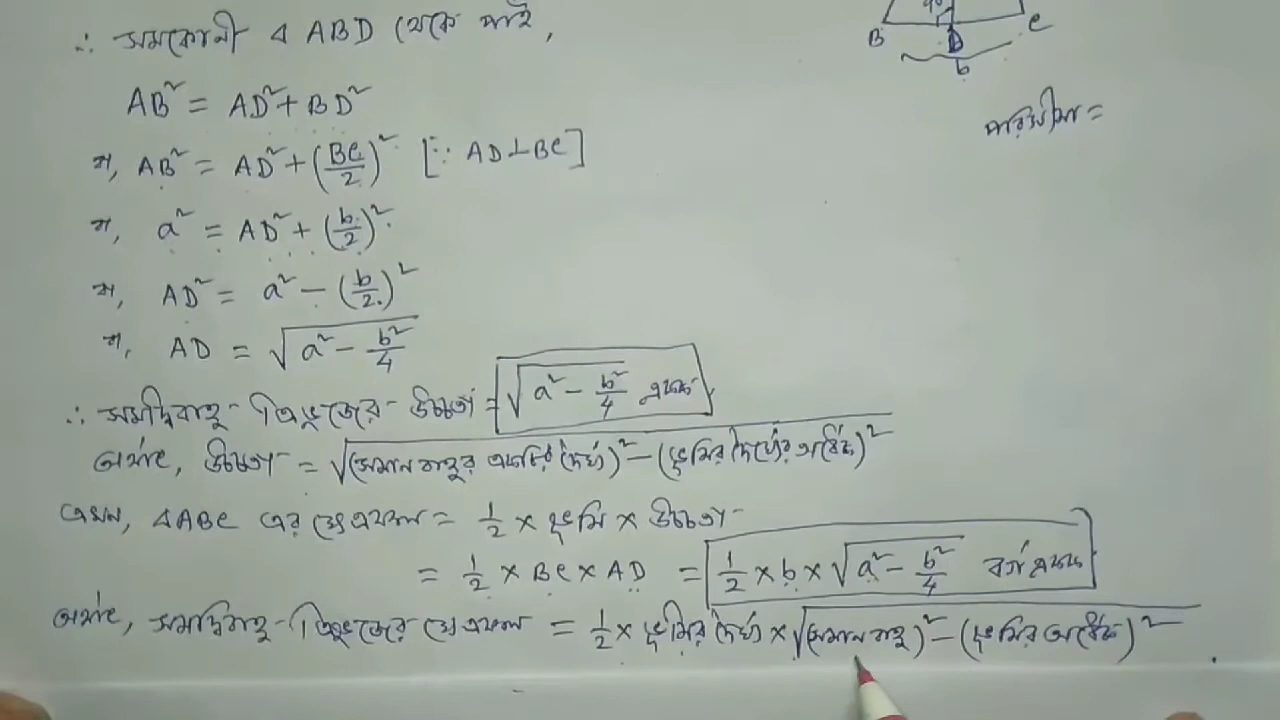 ∴ সমকোনী ∆ ABD থেকে পাই,
AB² = AD² + BD²
বা, AB² = AD² + (BC/2)² [∵ AD⊥BC]
বা, a² = AD² + (b/2)²
বা, AD² = a² − (b/2)²
বা, AD = √(a² − b²/4)
∴ সমদ্বিবাহু ত্রিভুজের উচ্চতা = √(a² − b²/4) একক
অর্থাৎ, উচ্চতা = √((সমান বাহুর একটির দৈর্ঘ্য)² − (ভূমির দৈর্ঘ্যের অর্ধেক)²)
এখন, ∆ABC এর ক্ষেত্রফল = 1/2 × ভূমি × উচ্চতা
= 1/2 × BC × AD = 1/2 × b × √(a² − b²/4) বর্গ একক
অর্থাৎ, সমদ্বিবাহু ত্রিভুজের ক্ষেত্রফল = 1/2 × ভূমির দৈর্ঘ্য × √((সমান বাহু)² − (ভূমির অর্ধেক)²)
B D C
b
পরিসীমা =